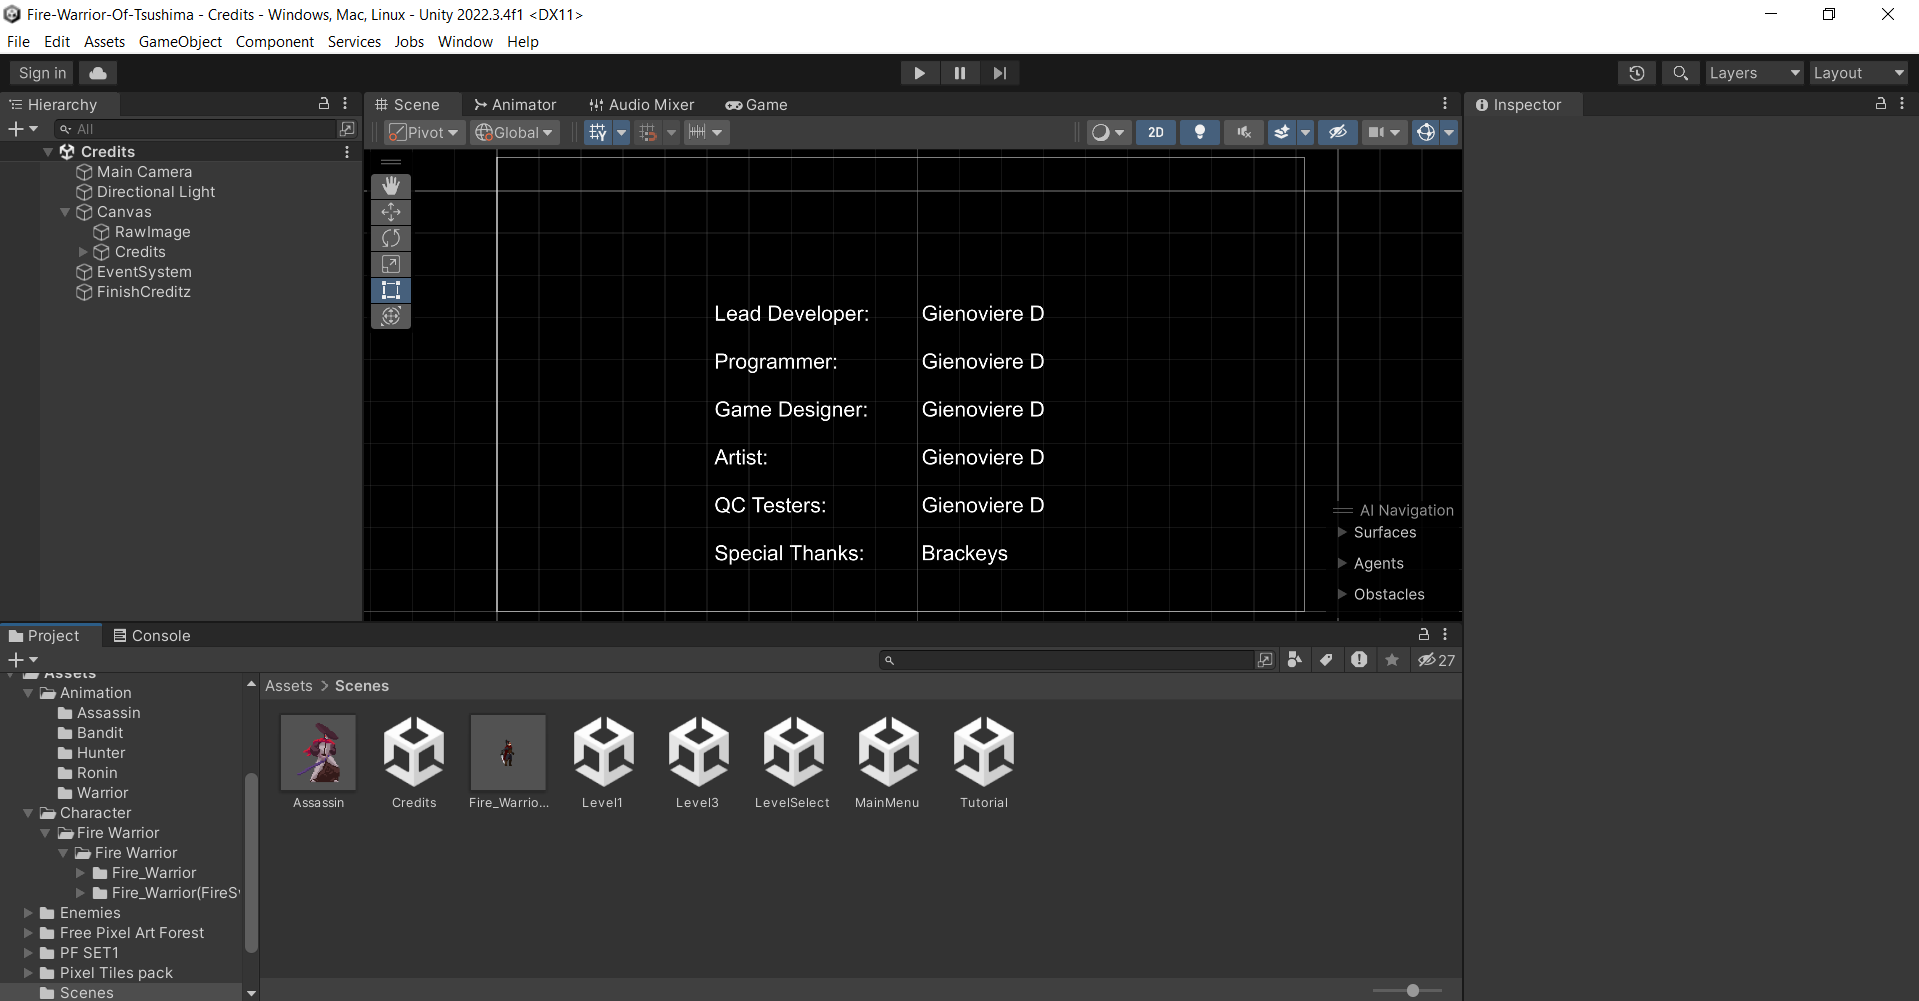 Fire-Warrior-Of-Tsushima - Credits - Windows, Mac, Linux - Unity 2022.3.4f1 <DX11>
File Edit Assets GameObject Component Services Jobs Window Help
Sign in
Layers
Layout
Hierarchy
All
Credits
Main Camera
Directional Light
Canvas
RawImage
Credits
EventSystem
FinishCreditz
Scene Animator Audio Mixer Game
Pivot Global 2D
Lead Developer: Gienoviere D
Programmer: Gienoviere D
Game Designer: Gienoviere D
Artist: Gienoviere D
QC Testers: Gienoviere D
Special Thanks: Brackeys
AI Navigation
Surfaces
Agents
Obstacles
Inspector
Project Console
27
Assets
Animation
Assassin
Bandit
Hunter
Ronin
Warrior
Character
Fire Warrior
Fire Warrior
Fire_Warrior
Fire_Warrior(FireS
Enemies
Free Pixel Art Forest
PF SET1
Pixel Tiles pack
Scenes
Assets > Scenes
Assassin Credits Fire_Warrio... Level1 Level3 LevelSelect MainMenu Tutorial